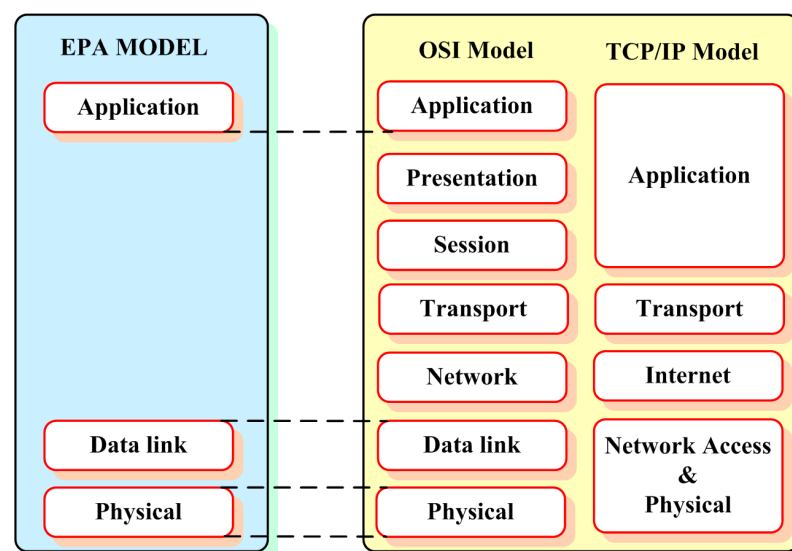 EPA MODEL
Application
Data link
Physical
OSI Model
Application
Presentation
Session
Transport
Network
Data link
Physical
TCP/IP Model
Application
Transport
Internet
Network Access
&
Physical